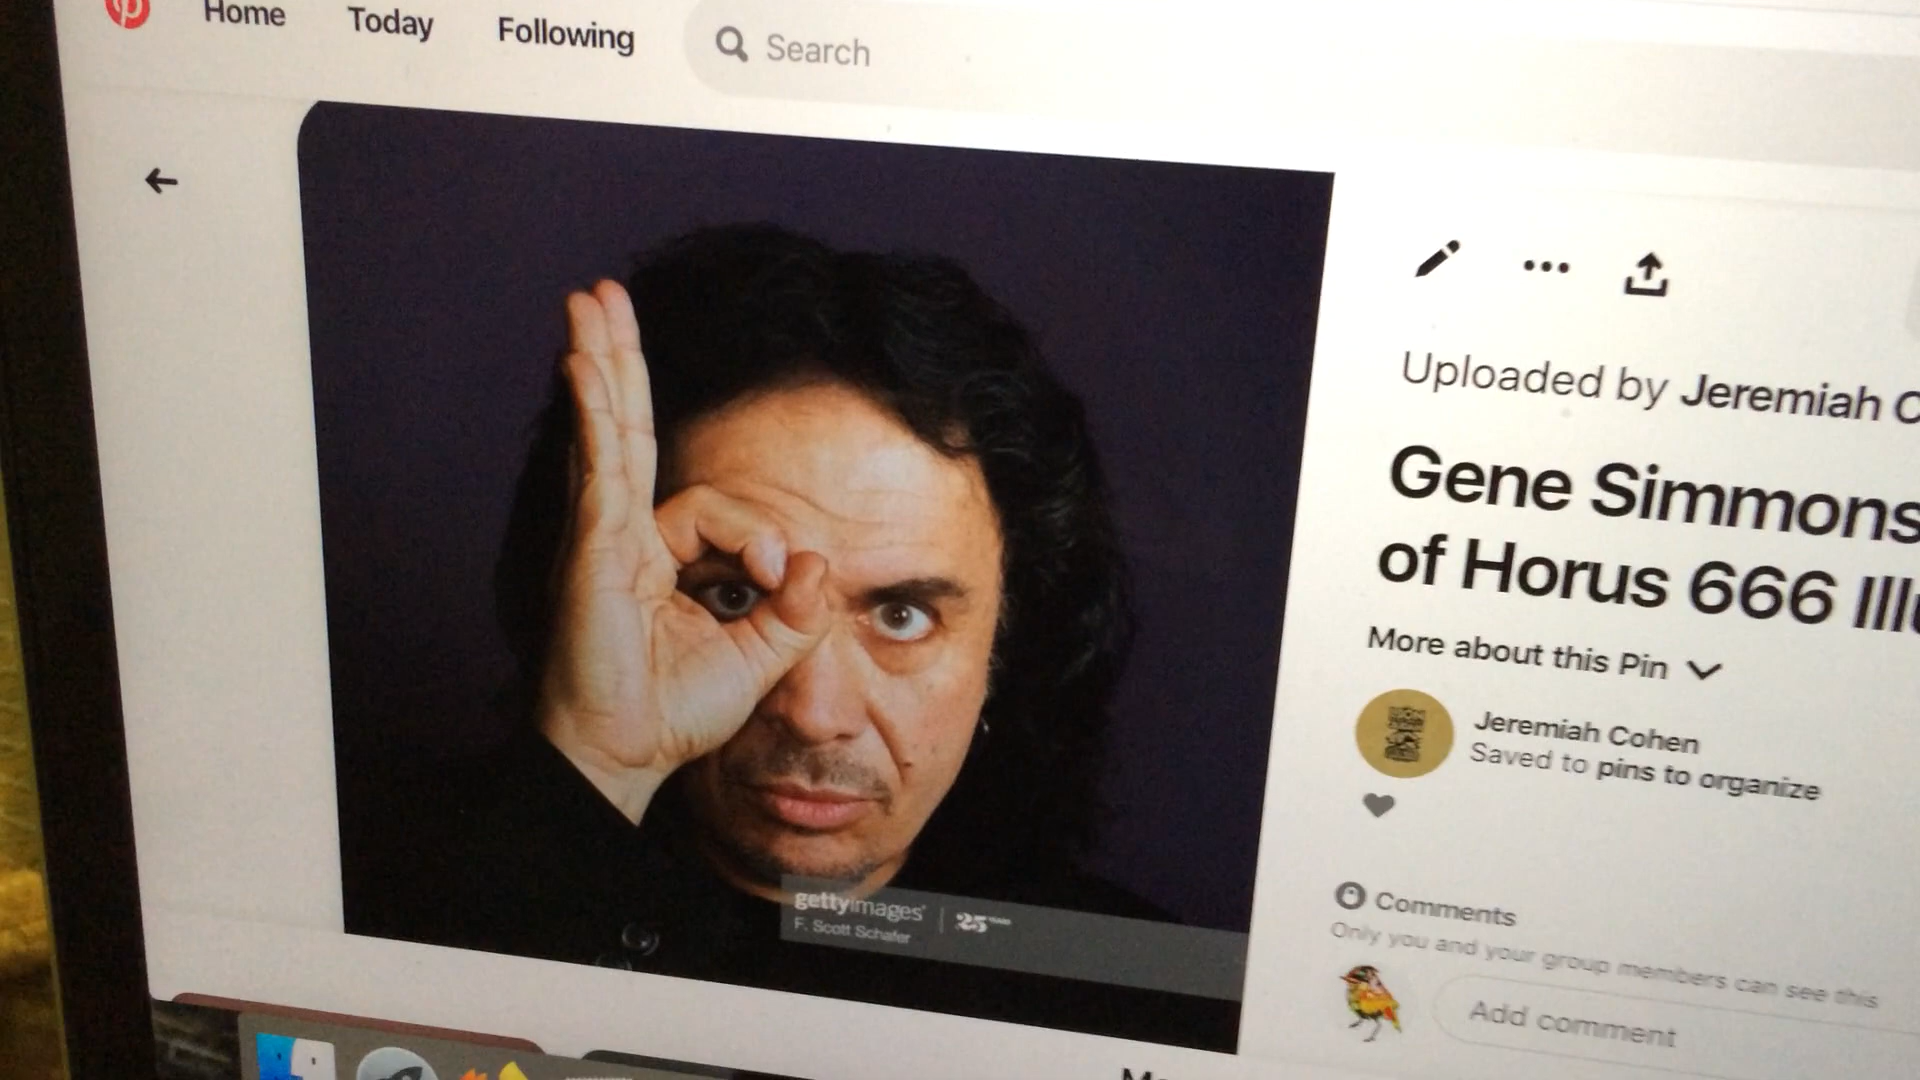 Home
Today
Following
Search
Uploaded by Jeremiah C
Gene Simmons
of Horus 666 Illu
More about this Pin
Jeremiah Cohen
Saved to pins to organize
Comments
Only you and your group members can see this
Add comment
gettyimages
F. Scott Schafer
25 YEARS